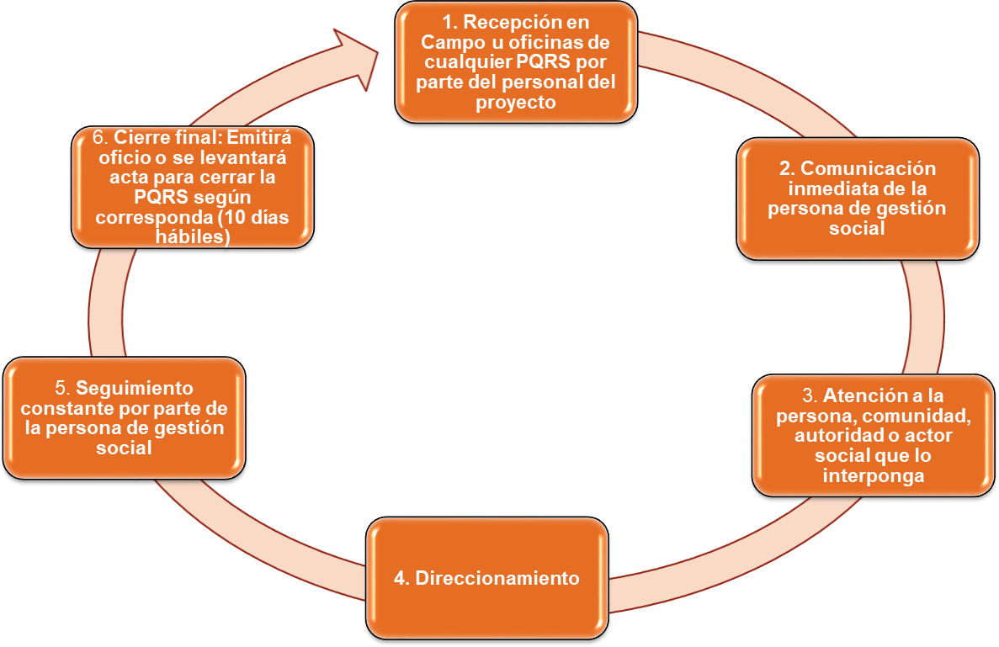 1. Recepción en
Campo u oficinas de
cualquier PQRS por
parte del personal del
proyecto
2. Comunicación
inmediata de la
persona de gestión
social
3. Atención a la
persona, comunidad,
autoridad o actor
social que lo
interponga
4. Direccionamiento
5. Seguimiento
constante por parte de
la persona de gestión
social
6. Cierre final: Emitirá
oficio o se levantará
acta para cerrar la
PQRS según
corresponda (10 días
hábiles)